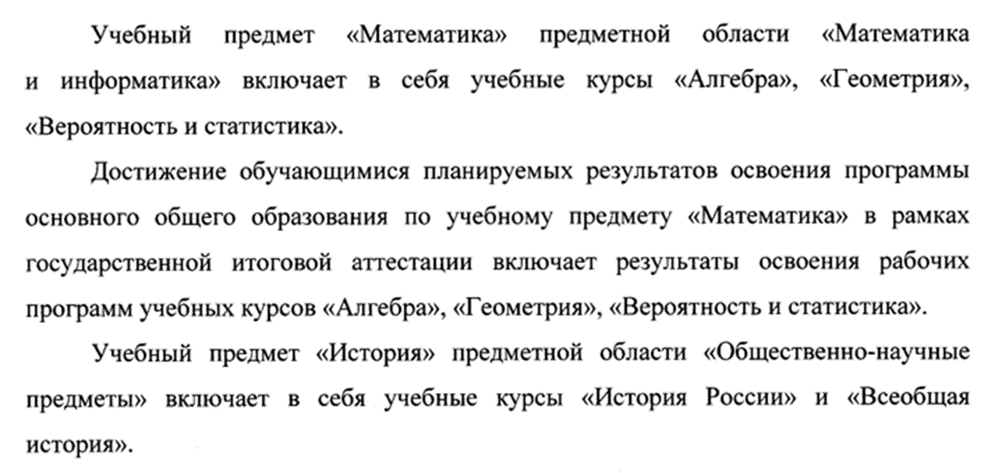 Учебный предмет «Математика» предметной области «Математика
и информатика» включает в себя учебные курсы «Алгебра», «Геометрия»,
«Вероятность и статистика».
Достижение обучающимися планируемых результатов освоения программы
основного общего образования по учебному предмету «Математика» в рамках
государственной итоговой аттестации включает результаты освоения рабочих
программ учебных курсов «Алгебра», «Геометрия», «Вероятность и статистика».
Учебный предмет «История» предметной области «Общественно-научные
предметы» включает в себя учебные курсы «История России» и «Всеобщая
история».